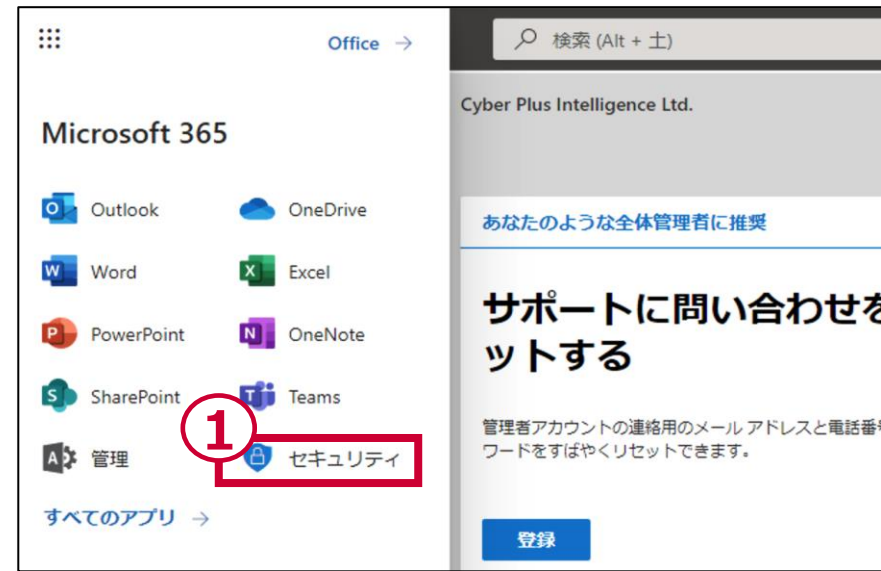 Office →
検索 (Alt + 土)
Cyber Plus Intelligence Ltd.
Microsoft 365
Outlook
OneDrive
Word
Excel
PowerPoint
OneNote
SharePoint
Teams
管理
1
セキュリティ
すべてのアプリ →
あなたのような全体管理者に推奨
サポートに問い合わせを
ットする
管理者アカウントの連絡用のメール アドレスと電話番号
ワードをすばやくリセットできます。
登録